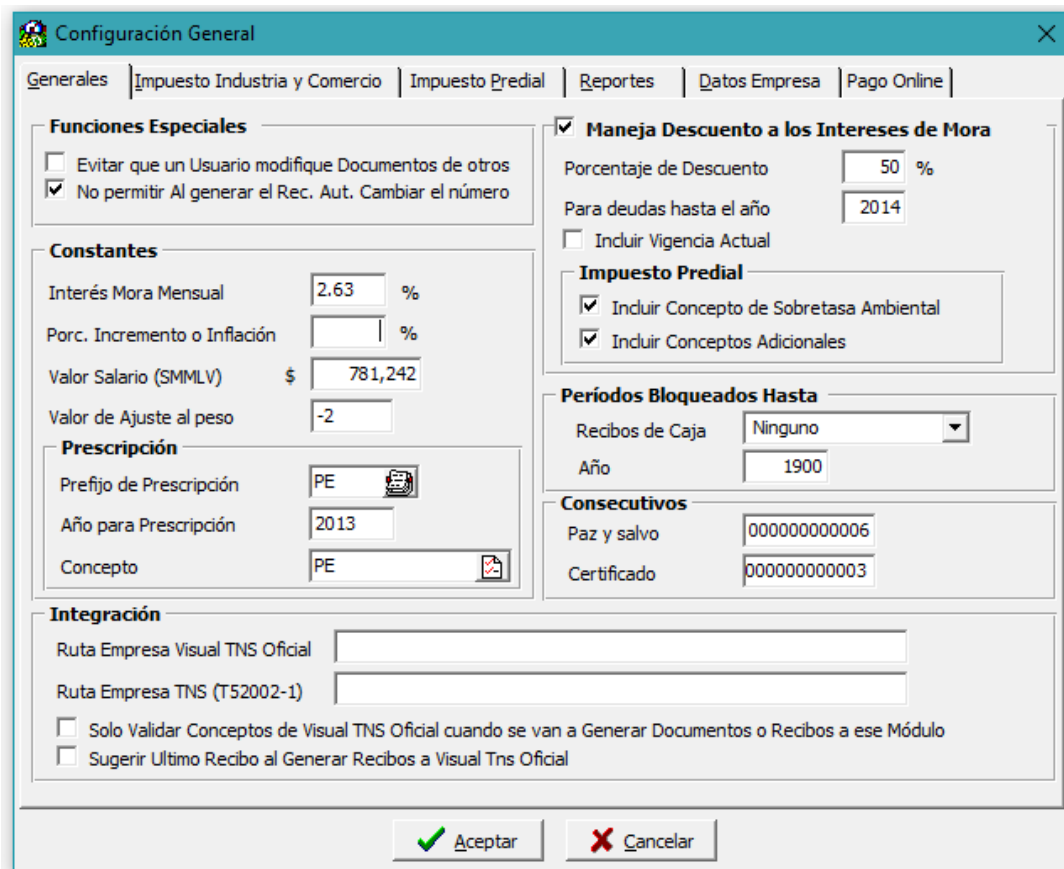 Configuración General
Generales
Impuesto Industria y Comercio
Impuesto Predial
Reportes
Datos Empresa
Pago Online
Funciones Especiales
Evitar que un Usuario modifique Documentos de otros
No permitir Al generar el Rec. Aut. Cambiar el número
Constantes
Interés Mora Mensual 2.63 %
Porc. Incremento o Inflación %
Valor Salario (SMMLV) $ 781,242
Valor de Ajuste al peso -2
Prescripción
Prefijo de Prescripción PE
Año para Prescripción 2013
Concepto PE
Maneja Descuento a los Intereses de Mora
Porcentaje de Descuento 50 %
Para deudas hasta el año 2014
Incluir Vigencia Actual
Impuesto Predial
Incluir Concepto de Sobretasa Ambiental
Incluir Conceptos Adicionales
Períodos Bloqueados Hasta
Recibos de Caja Ninguno
Año 1900
Consecutivos
Paz y salvo 000000000006
Certificado 000000000003
Integración
Ruta Empresa Visual TNS Oficial
Ruta Empresa TNS (T52002-1)
Solo Validar Conceptos de Visual TNS Oficial cuando se van a Generar Documentos o Recibos a ese Módulo
Sugerir Ultimo Recibo al Generar Recibos a Visual Tns Oficial
Aceptar
Cancelar